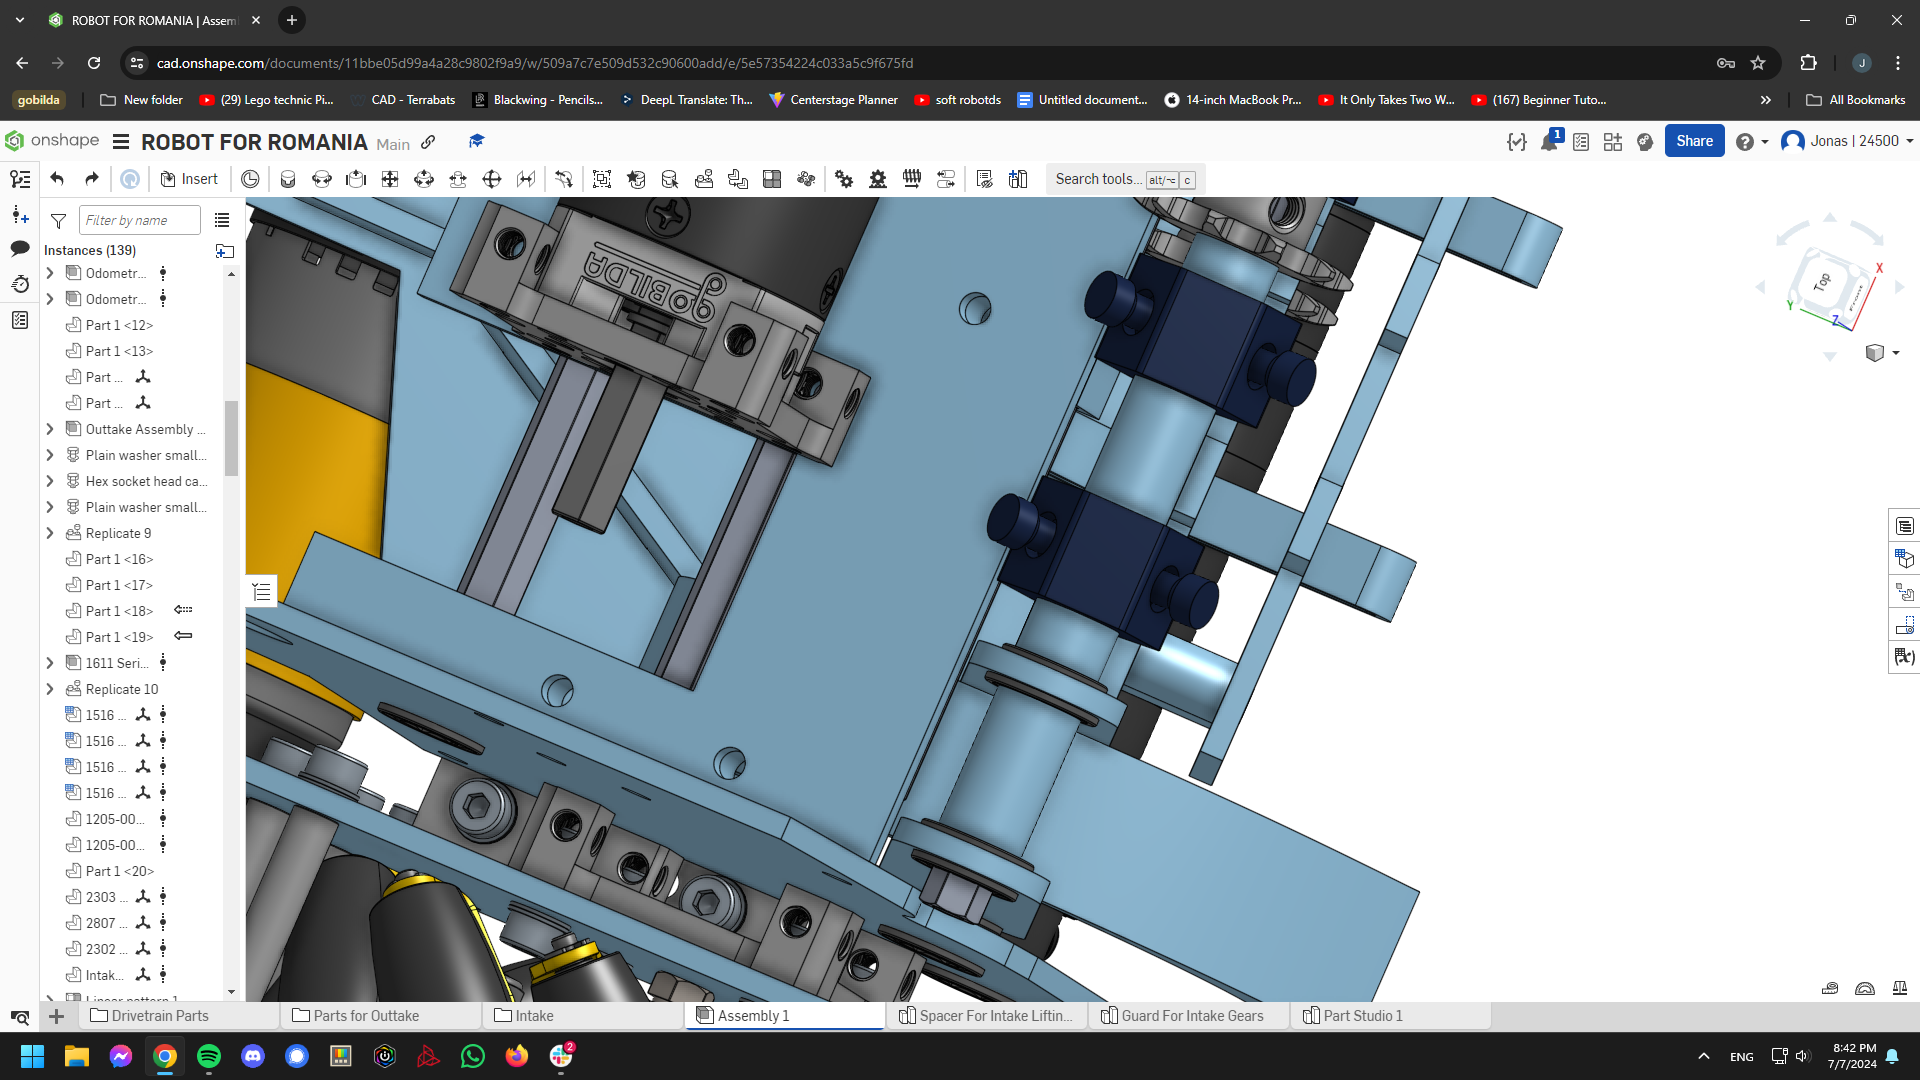 ROBOT FOR ROMANIA | Assem
cad.onshape.com/documents/11bbe05d99a4a28c9802f9a9/w/509a7c7e509d532c90600add/e/5e57354224c033a5c9f675fd
J
gobilda
New folder
(29) Lego technic Pi...
CAD - Terrabats
Blackwing - Pencils...
DeepL Translate: Th...
Centerstage Planner
soft robotds
Untitled document...
14-inch MacBook Pr...
It Only Takes Two W...
(167) Beginner Tuto...
All Bookmarks
onshape
ROBOT FOR ROMANIA Main
1
Share
Jonas | 24500
Insert
Search tools... alt/⌥ c
Filter by name
Instances (139)
Odometr...
Odometr...
Part 1 <12>
Part 1 <13>
Part ...
Part ...
Outtake Assembly ...
Plain washer small...
Hex socket head ca...
Plain washer small...
Replicate 9
Part 1 <16>
Part 1 <17>
Part 1 <18>
Part 1 <19>
1611 Seri...
Replicate 10
1516 ...
1516 ...
1516 ...
1516 ...
1205-00...
1205-00...
Part 1 <20>
2303 ...
2807 ...
2302 ...
Intak...
Linear pattern 1
goBILDA
Top
X
Y
Z
Drivetrain Parts
Parts for Outtake
Intake
Assembly 1
Spacer For Intake Liftin...
Guard For Intake Gears
Part Studio 1
2
ENG
8:42 PM
7/7/2024